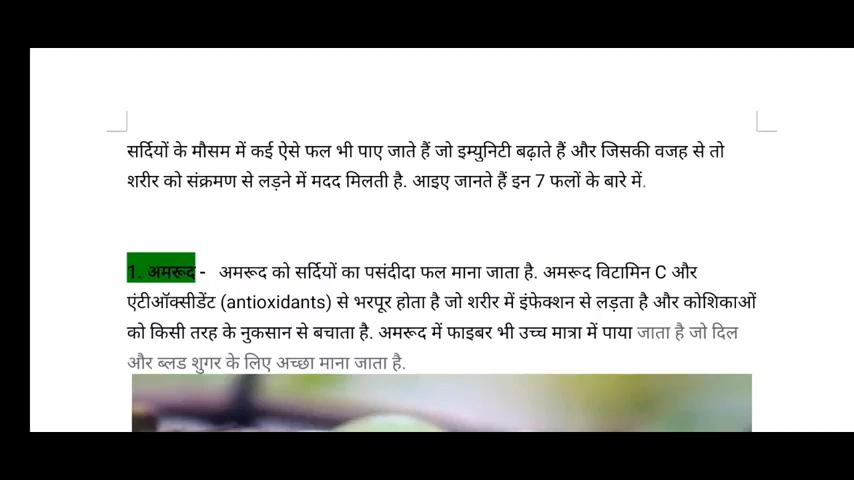 सर्दियों के मौसम में कई ऐसे फल भी पाए जाते हैं जो इम्युनिटी बढ़ाते हैं और जिसकी वजह से तो
शरीर को संक्रमण से लड़ने में मदद मिलती है. आइए जानते हैं इन 7 फलों के बारे में.
1. अमरूद - अमरूद को सर्दियों का पसंदीदा फल माना जाता है. अमरूद विटामिन C और
एंटीऑक्सीडेंट (antioxidants) से भरपूर होता है जो शरीर में इंफेक्शन से लड़ता है और कोशिकाओं
को किसी तरह के नुकसान से बचाता है. अमरूद में फाइबर भी उच्च मात्रा में पाया जाता है जो दिल
और ब्लड शुगर के लिए अच्छा माना जाता है.